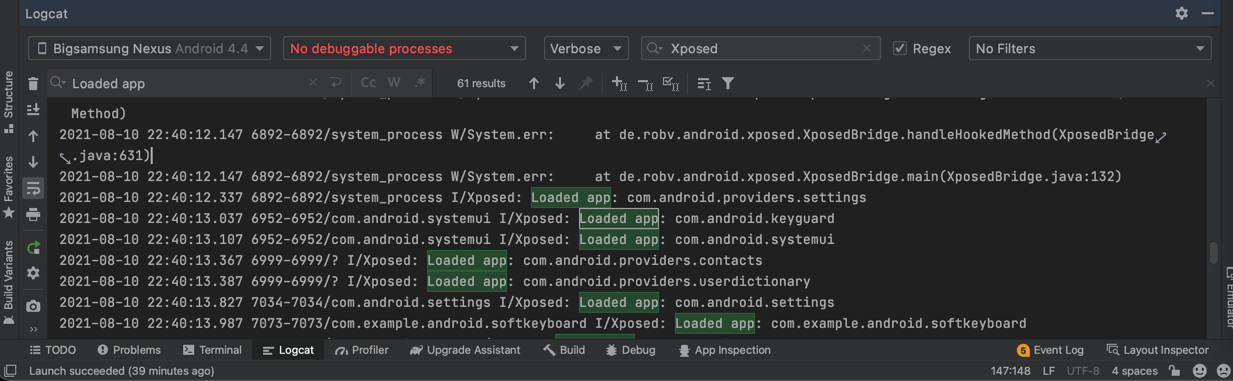 Logcat
Bigsamsung Nexus Android 4.4 No debuggable processes Verbose Xposed Regex No Filters
Loaded app Cc W .* 61 results
Method)
2021-08-10 22:40:12.147 6892-6892/system_process W/System.err:     at de.robv.android.xposed.XposedBridge.handleHookedMethod(XposedBridge
.java:631)
2021-08-10 22:40:12.147 6892-6892/system_process W/System.err:     at de.robv.android.xposed.XposedBridge.main(XposedBridge.java:132)
2021-08-10 22:40:12.337 6892-6892/system_process I/Xposed: Loaded app: com.android.providers.settings
2021-08-10 22:40:13.037 6952-6952/com.android.systemui I/Xposed: Loaded app: com.android.keyguard
2021-08-10 22:40:13.107 6952-6952/com.android.systemui I/Xposed: Loaded app: com.android.systemui
2021-08-10 22:40:13.367 6999-6999/? I/Xposed: Loaded app: com.android.providers.contacts
2021-08-10 22:40:13.387 6999-6999/? I/Xposed: Loaded app: com.android.providers.userdictionary
2021-08-10 22:40:13.827 7034-7034/com.android.settings I/Xposed: Loaded app: com.android.settings
2021-08-10 22:40:13.987 7073-7073/com.example.android.softkeyboard I/Xposed: Loaded app: com.example.android.softkeyboard
Structure
Favorites
Build Variants
Emulator
TODO Problems Terminal Logcat Profiler Upgrade Assistant Build Debug App Inspection 5 Event Log Layout Inspector
Launch succeeded (39 minutes ago) 147:148 LF UTF-8 4 spaces